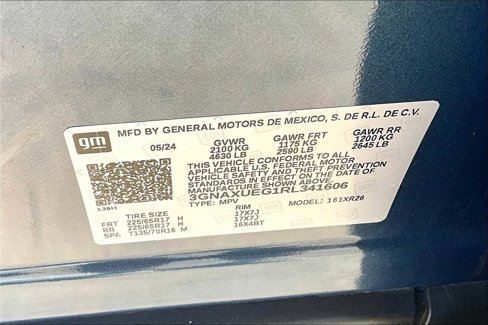 gm
MFD BY GENERAL MOTORS DE MEXICO, S. DE R.L. DE C.V.
05/24 GVWR GAWR FRT GAWR RR
2100 KG 1175 KG 1200 KG
4630 LB 2590 LB 2645 LB
THIS VEHICLE CONFORMS TO ALL
APPLICABLE U.S. FEDERAL MOTOR
VEHICLE SAFETY AND THEFT PREVENTION
STANDARDS IN EFFECT ON THE DATE OF
MANUFACTURE SHOWN ABOVE.
3GNAXUEG1RL341606
TYPE: MPV MODEL: 1G1XR26
TIRE SIZE RIM
FRT 225/65R17 H 17X7J
RR 225/65R17 H 17X7J
SPA T135/70R16 M 16X4BT